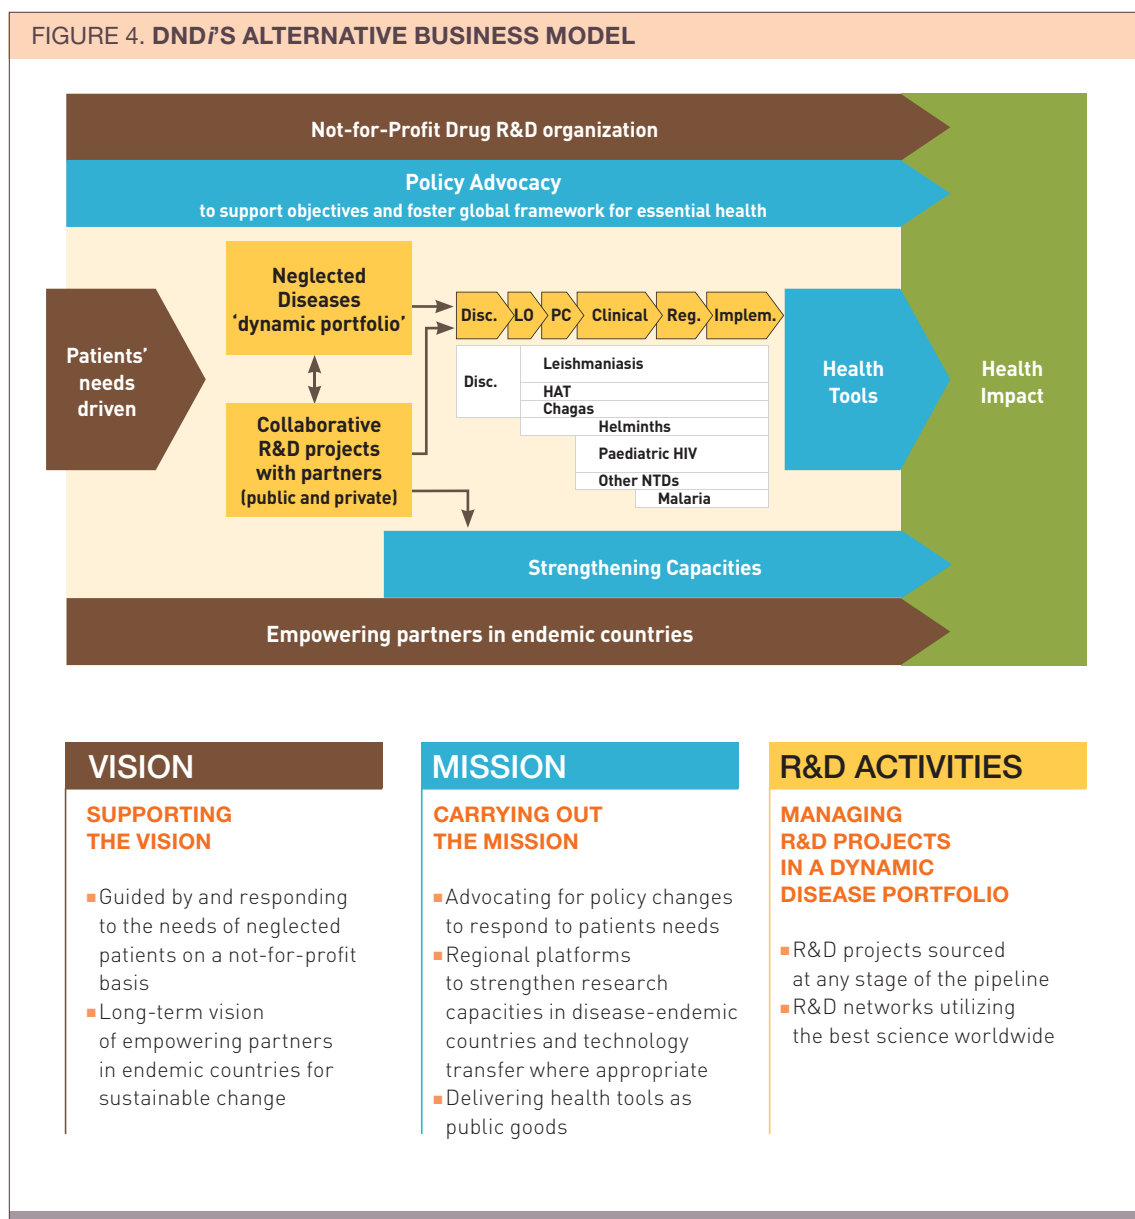 FIGURE 4. DNDi'S ALTERNATIVE BUSINESS MODEL
Not-for-Profit Drug R&D organization
Policy Advocacy
to support objectives and foster global framework for essential health
Patients'
needs
driven
Neglected
Diseases
'dynamic portfolio'
Collaborative
R&D projects
with partners
(public and private)
Disc.
LO
PC
Clinical
Reg.
Implem.
Disc.
Leishmaniasis
HAT
Chagas
Helminths
Paediatric HIV
Other NTDs
Malaria
Health
Tools
Health
Impact
Strengthening Capacities
Empowering partners in endemic countries
VISION
SUPPORTING
THE VISION
Guided by and responding
to the needs of neglected
patients on a not-for-profit
basis
Long-term vision
of empowering partners
in endemic countries for
sustainable change
MISSION
CARRYING OUT
THE MISSION
Advocating for policy changes
to respond to patients needs
Regional platforms
to strengthen research
capacities in disease-endemic
countries and technology
transfer where appropriate
Delivering health tools as
public goods
R&D ACTIVITIES
MANAGING
R&D PROJECTS
IN A DYNAMIC
DISEASE PORTFOLIO
R&D projects sourced
at any stage of the pipeline
R&D networks utilizing
the best science worldwide